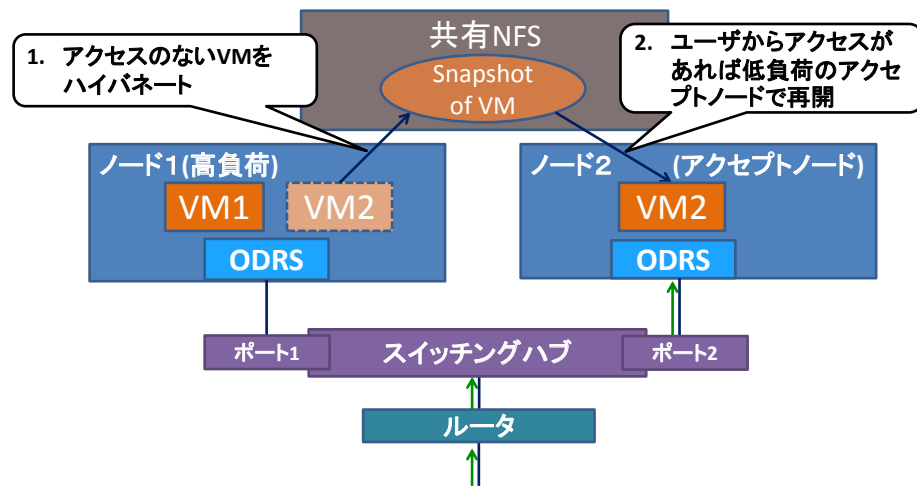 共有NFS
1. アクセスのないVMを
ハイバネート
Snapshot
of VM
2. ユーザからアクセスが
あれば低負荷のアクセ
プトノードで再開
ノード1(高負荷)
VM1
VM2
ODRS
ノード2 (アクセプトノード)
VM2
ODRS
ポート1
スイッチングハブ
ポート2
ルータ